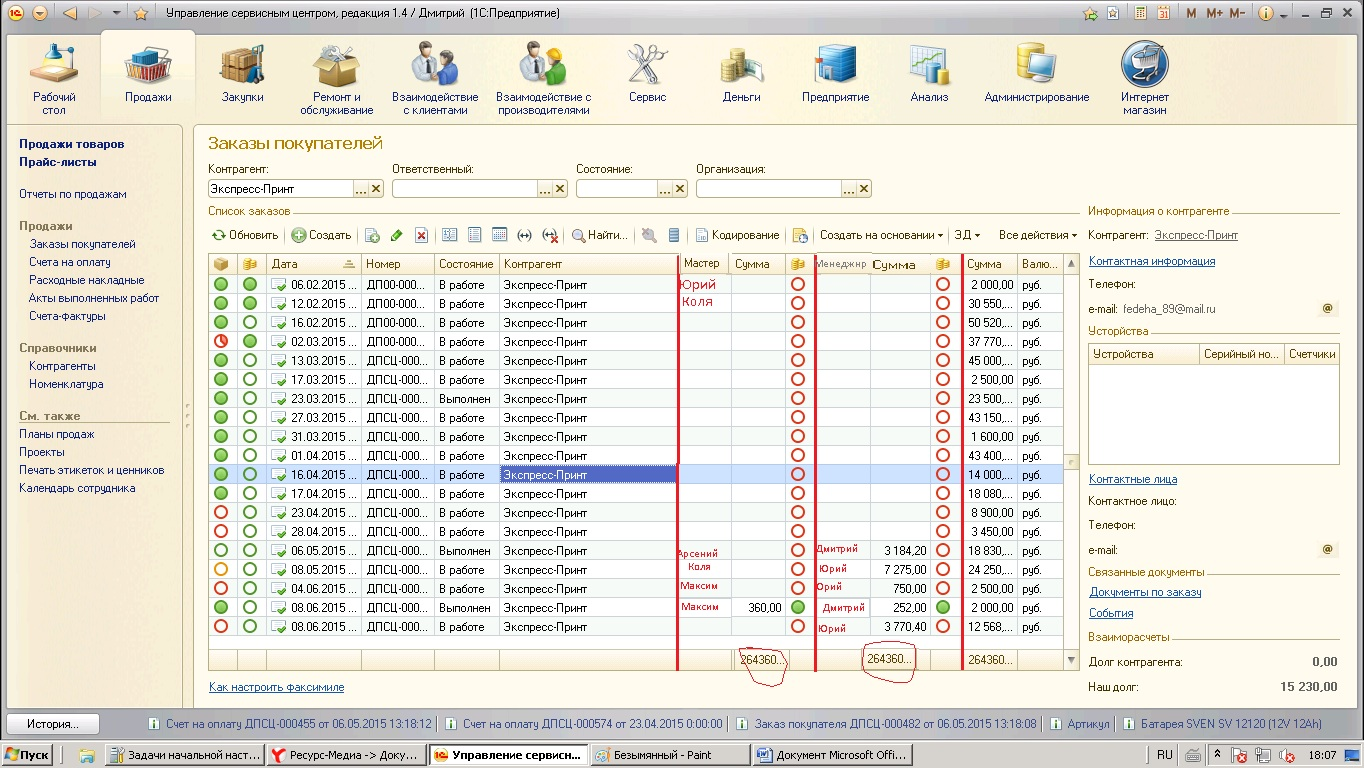 Управление сервисным центром, редакция 1.4 / Дмитрий (1С:Предприятие)
M M+ M-
Рабочий стол
Продажи
Закупки
Ремонт и обслуживание
Взаимодействие с клиентами
Взаимодействие с производителями
Сервис
Деньги
Предприятие
Анализ
Администрирование
Интернет магазин
Продажи товаров
Прайс-листы
Отчеты по продажам
Продажи
Заказы покупателей
Счета на оплату
Расходные накладные
Акты выполненных работ
Счета-фактуры
Справочники
Контрагенты
Номенклатура
См. также
Планы продаж
Проекты
Печать этикеток и ценников
Календарь сотрудника
Заказы покупателей
Контрагент: Ответственный: Состояние: Организация:
Экспресс-Принт ... ... ... ...
Список заказов
Обновить Создать Найти... Кодирование Создать на основании ЭД Все действия
Дата Номер Состояние Контрагент Мастер Сумма Менеджнр Сумма Сумма Валю...
06.02.2015 ... ДП00-000... В работе Экспресс-Принт Юрий 2 000,00 руб.
12.02.2015 ... ДП00-000... В работе Экспресс-Принт Коля 30 550,... руб.
16.02.2015 ... ДП00-000... В работе Экспресс-Принт 50 520,... руб.
02.03.2015 ... ДП00-000... В работе Экспресс-Принт 37 770,... руб.
13.03.2015 ... ДПСЦ-000... В работе Экспресс-Принт 45 000,... руб.
17.03.2015 ... ДПСЦ-000... В работе Экспресс-Принт 2 500,00 руб.
23.03.2015 ... ДПСЦ-000... Выполнен Экспресс-Принт 23 500,... руб.
27.03.2015 ... ДПСЦ-000... В работе Экспресс-Принт 43 150,... руб.
31.03.2015 ... ДПСЦ-000... В работе Экспресс-Принт 1 600,00 руб.
01.04.2015 ... ДПСЦ-000... В работе Экспресс-Принт 43 400,... руб.
16.04.2015 ... ДПСЦ-000... В работе Экспресс-Принт 14 000,... руб.
17.04.2015 ... ДПСЦ-000... В работе Экспресс-Принт 18 080,... руб.
23.04.2015 ... ДПСЦ-000... В работе Экспресс-Принт 8 900,00 руб.
28.04.2015 ... ДПСЦ-000... В работе Экспресс-Принт 3 450,00 руб.
06.05.2015 ... ДПСЦ-000... Выполнен Экспресс-Принт Арсений Дмитрий 3 184,20 18 830,... руб.
08.05.2015 ... ДПСЦ-000... В работе Экспресс-Принт Коля Юрий 7 275,00 24 250,... руб.
04.06.2015 ... ДПСЦ-000... В работе Экспресс-Принт Максим Юрий 750,00 2 500,00 руб.
08.06.2015 ... ДПСЦ-000... Выполнен Экспресс-Принт Максим 360,00 Дмитрий 252,00 2 000,00 руб.
08.06.2015 ... ДПСЦ-000... В работе Экспресс-Принт Юрий 3 770,40 12 568,... руб.
264360... 264360... 264360...
Как настроить факсимиле
Информация о контрагенте
Контрагент: Экспресс-Принт
Контактная информация
Телефон:
e-mail: fedeha_89@mail.ru @
Усторйства
Устройства Серийный но... Счетчики
Контактные лица
Контактное лицо:
Телефон:
e-mail: @
Связанные документы
Документы по заказу
События
Взаиморасчеты
Долг контрагента: 0,00
Наш долг: 15 230,00
История... Счет на оплату ДПСЦ-000455 от 06.05.2015 13:18:12 Счет на оплату ДПСЦ-000574 от 23.04.2015 0:00:00 Заказ покупателя ДПСЦ-000482 от 06.05.2015 13:18:08 Артикул Батарея SVEN SV 12120 (12V 12Ah)
Пуск Задачи начальной наст... Ресурс-Медиа -> Доку... Управление сервисн... Безымянный - Paint Документ Microsoft Offi... RU 18:07